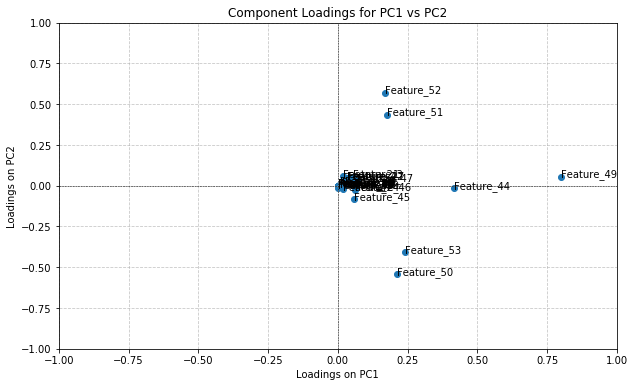 Component Loadings for PC1 vs PC2
1.00
0.75
0.50
0.25
0.00
−0.25
−0.50
−0.75
−1.00
Loadings on PC2
Feature_52
Feature_51
Feature_49
Feature_44
Feature_45
Feature_53
Feature_50
−1.00 −0.75 −0.50 −0.25 0.00 0.25 0.50 0.75 1.00
Loadings on PC1